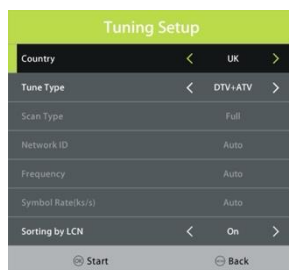 Tuning Setup
Country < UK >
Tune Type < DTV+ATV >
Scan Type Full
Network ID Auto
Frequency Auto
Symbol Rate(ks/s) Auto
Sorting by LCN < On >
OK Start Back